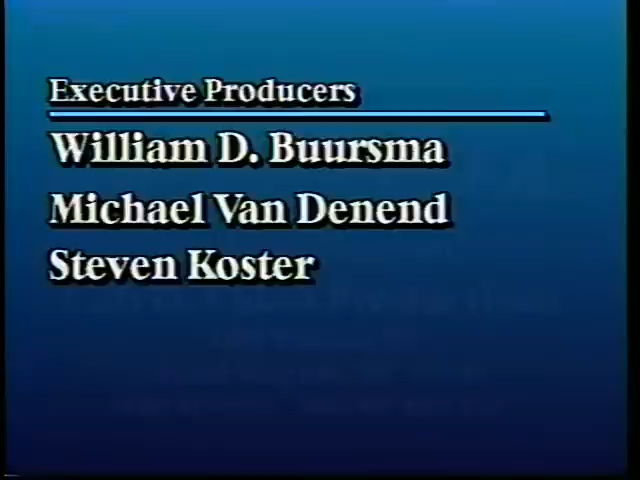 Executive Producers
William D. Buursma
Michael Van Denend
Steven Koster